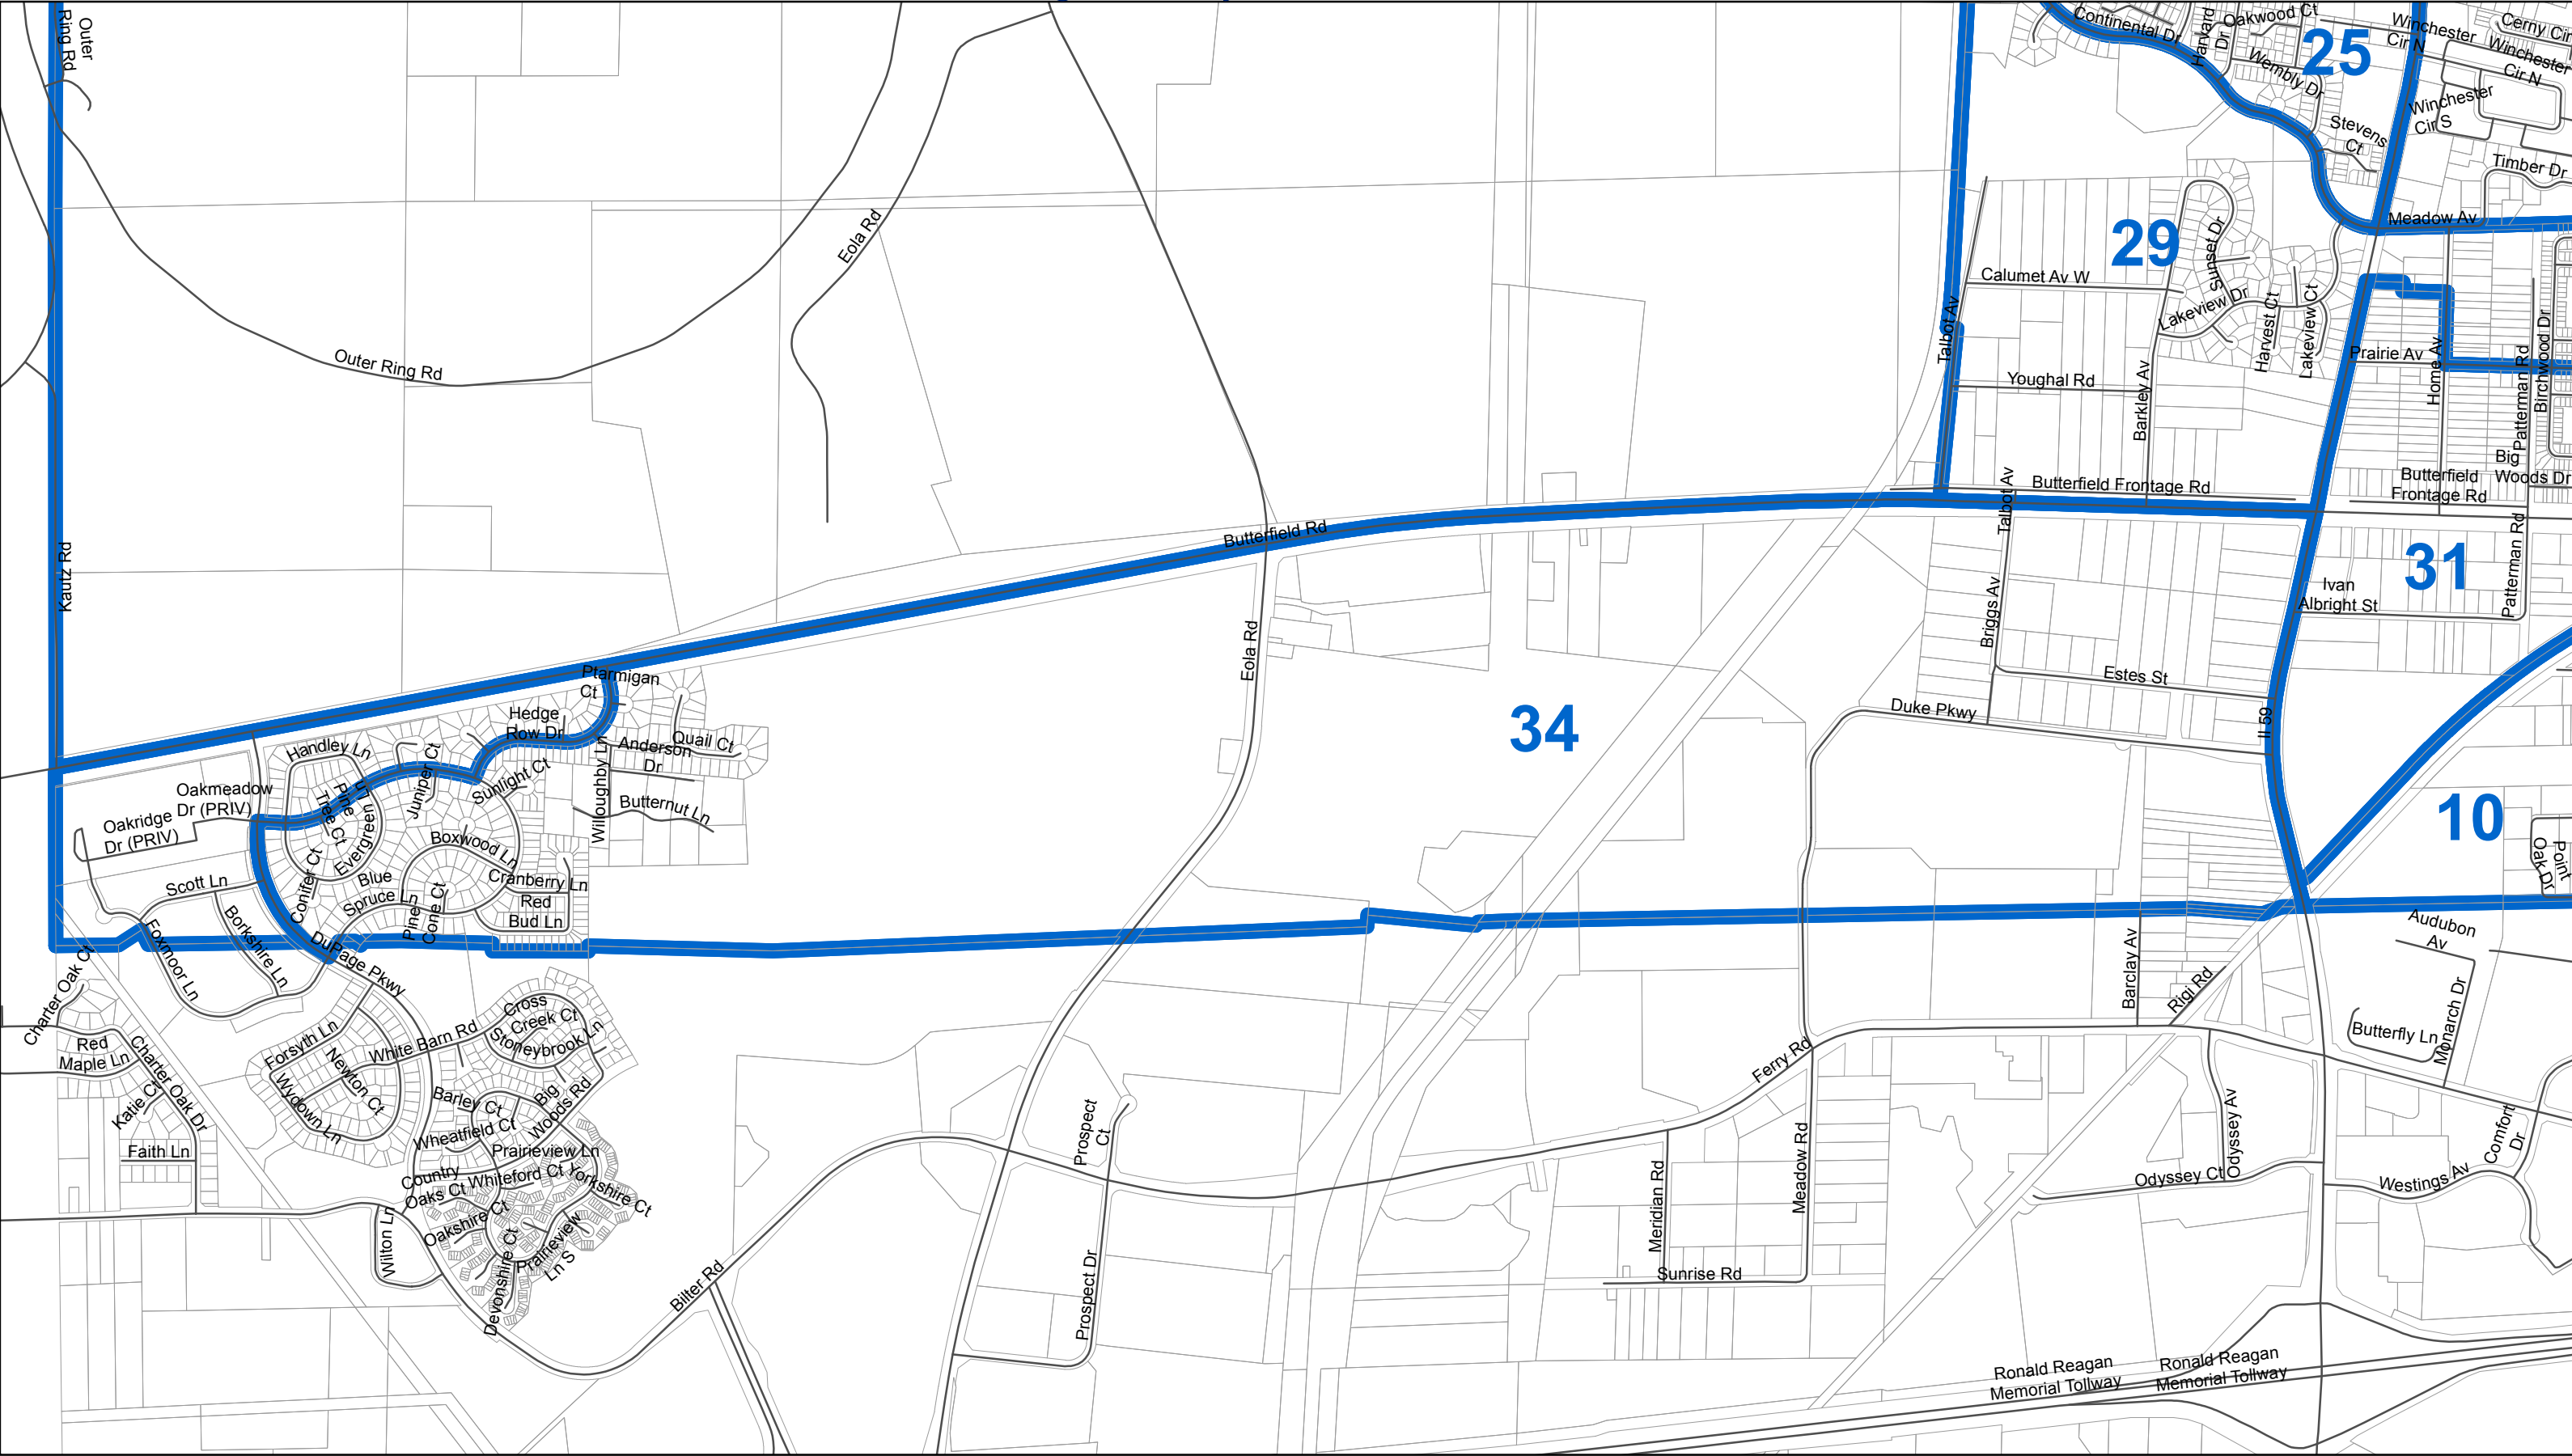 Outer
Ring Rd
Continental Dr
Harvard
Dr
Oakwood Ct
25
Winchester
Cir N
Cerny Cir
Winchester
Cir N
Wembly Dr
Winchester
Cir S
Stevens
Ct
Timber Dr
Meadow Av
Eola Rd
29
Sunset Dr
Calumet Av W
Lakeview Dr
Harvest Ct
Lakeview Ct
Talbot Av
Outer Ring Rd
Prairie Av
Home Av
Patterman Rd
Birchwood Dr
Youghal Rd
Barkley Av
Big
Woods Dr
Butterfield
Frontage Rd
Butterfield Frontage Rd
Talbot Av
Butterfield Rd
Kautz Rd
31
Patterman Rd
Ivan
Albright St
Briggs Av
Eola Rd
Estes St
Ptarmigan
Ct
Duke Pkwy
Il 59
34
Hedge
Row Dr
Quail Ct
Anderson
Dr
Willoughby Ln
Handley Ln
Juniper Ct
Sunlight Ct
Butternut Ln
Oakmeadow
Dr (PRIV)
Oakridge
Dr (PRIV)
Pine
Tree Ct
Evergreen Ln
10
Point
Oak Dr
Boxwood Ln
Cranberry Ln
Red
Bud Ln
Scott Ln
Conifer Ct
Blue
Spruce Ln
Pine
Cone Ct
Foxmoor Ln
Borkshire Ln
DuPage Pkwy
Audubon
Av
Barclay Av
Rigi Rd
Monarch Dr
Butterfly Ln
Charter Oak Ct
Red
Maple Ln
Charter Oak Dr
Katie Ct
Faith Ln
Forsyth Ln
Newton Ct
Wydown Ln
White Barn Rd
Cross
Creek Ct
Stoneybrook Ln
St
Barley Ct
Big
Woods Rd
Wheatfield Ct
Prairieview Ln
Country
Oaks Ct
Whiteford Ct
Yorkshire Ct
Oakshire Ct
Prairieview
Ln S
Devonshire Ct
Wilton Ln
Bilter Rd
Prospect
Ct
Prospect Dr
Ferry Rd
Meridian Rd
Meadow Rd
Sunrise Rd
Odyssey Av
Odyssey Ct
Comfort
Dr
Westings Av
Ronald Reagan
Memorial Tollway
Ronald Reagan
Memorial Tollway